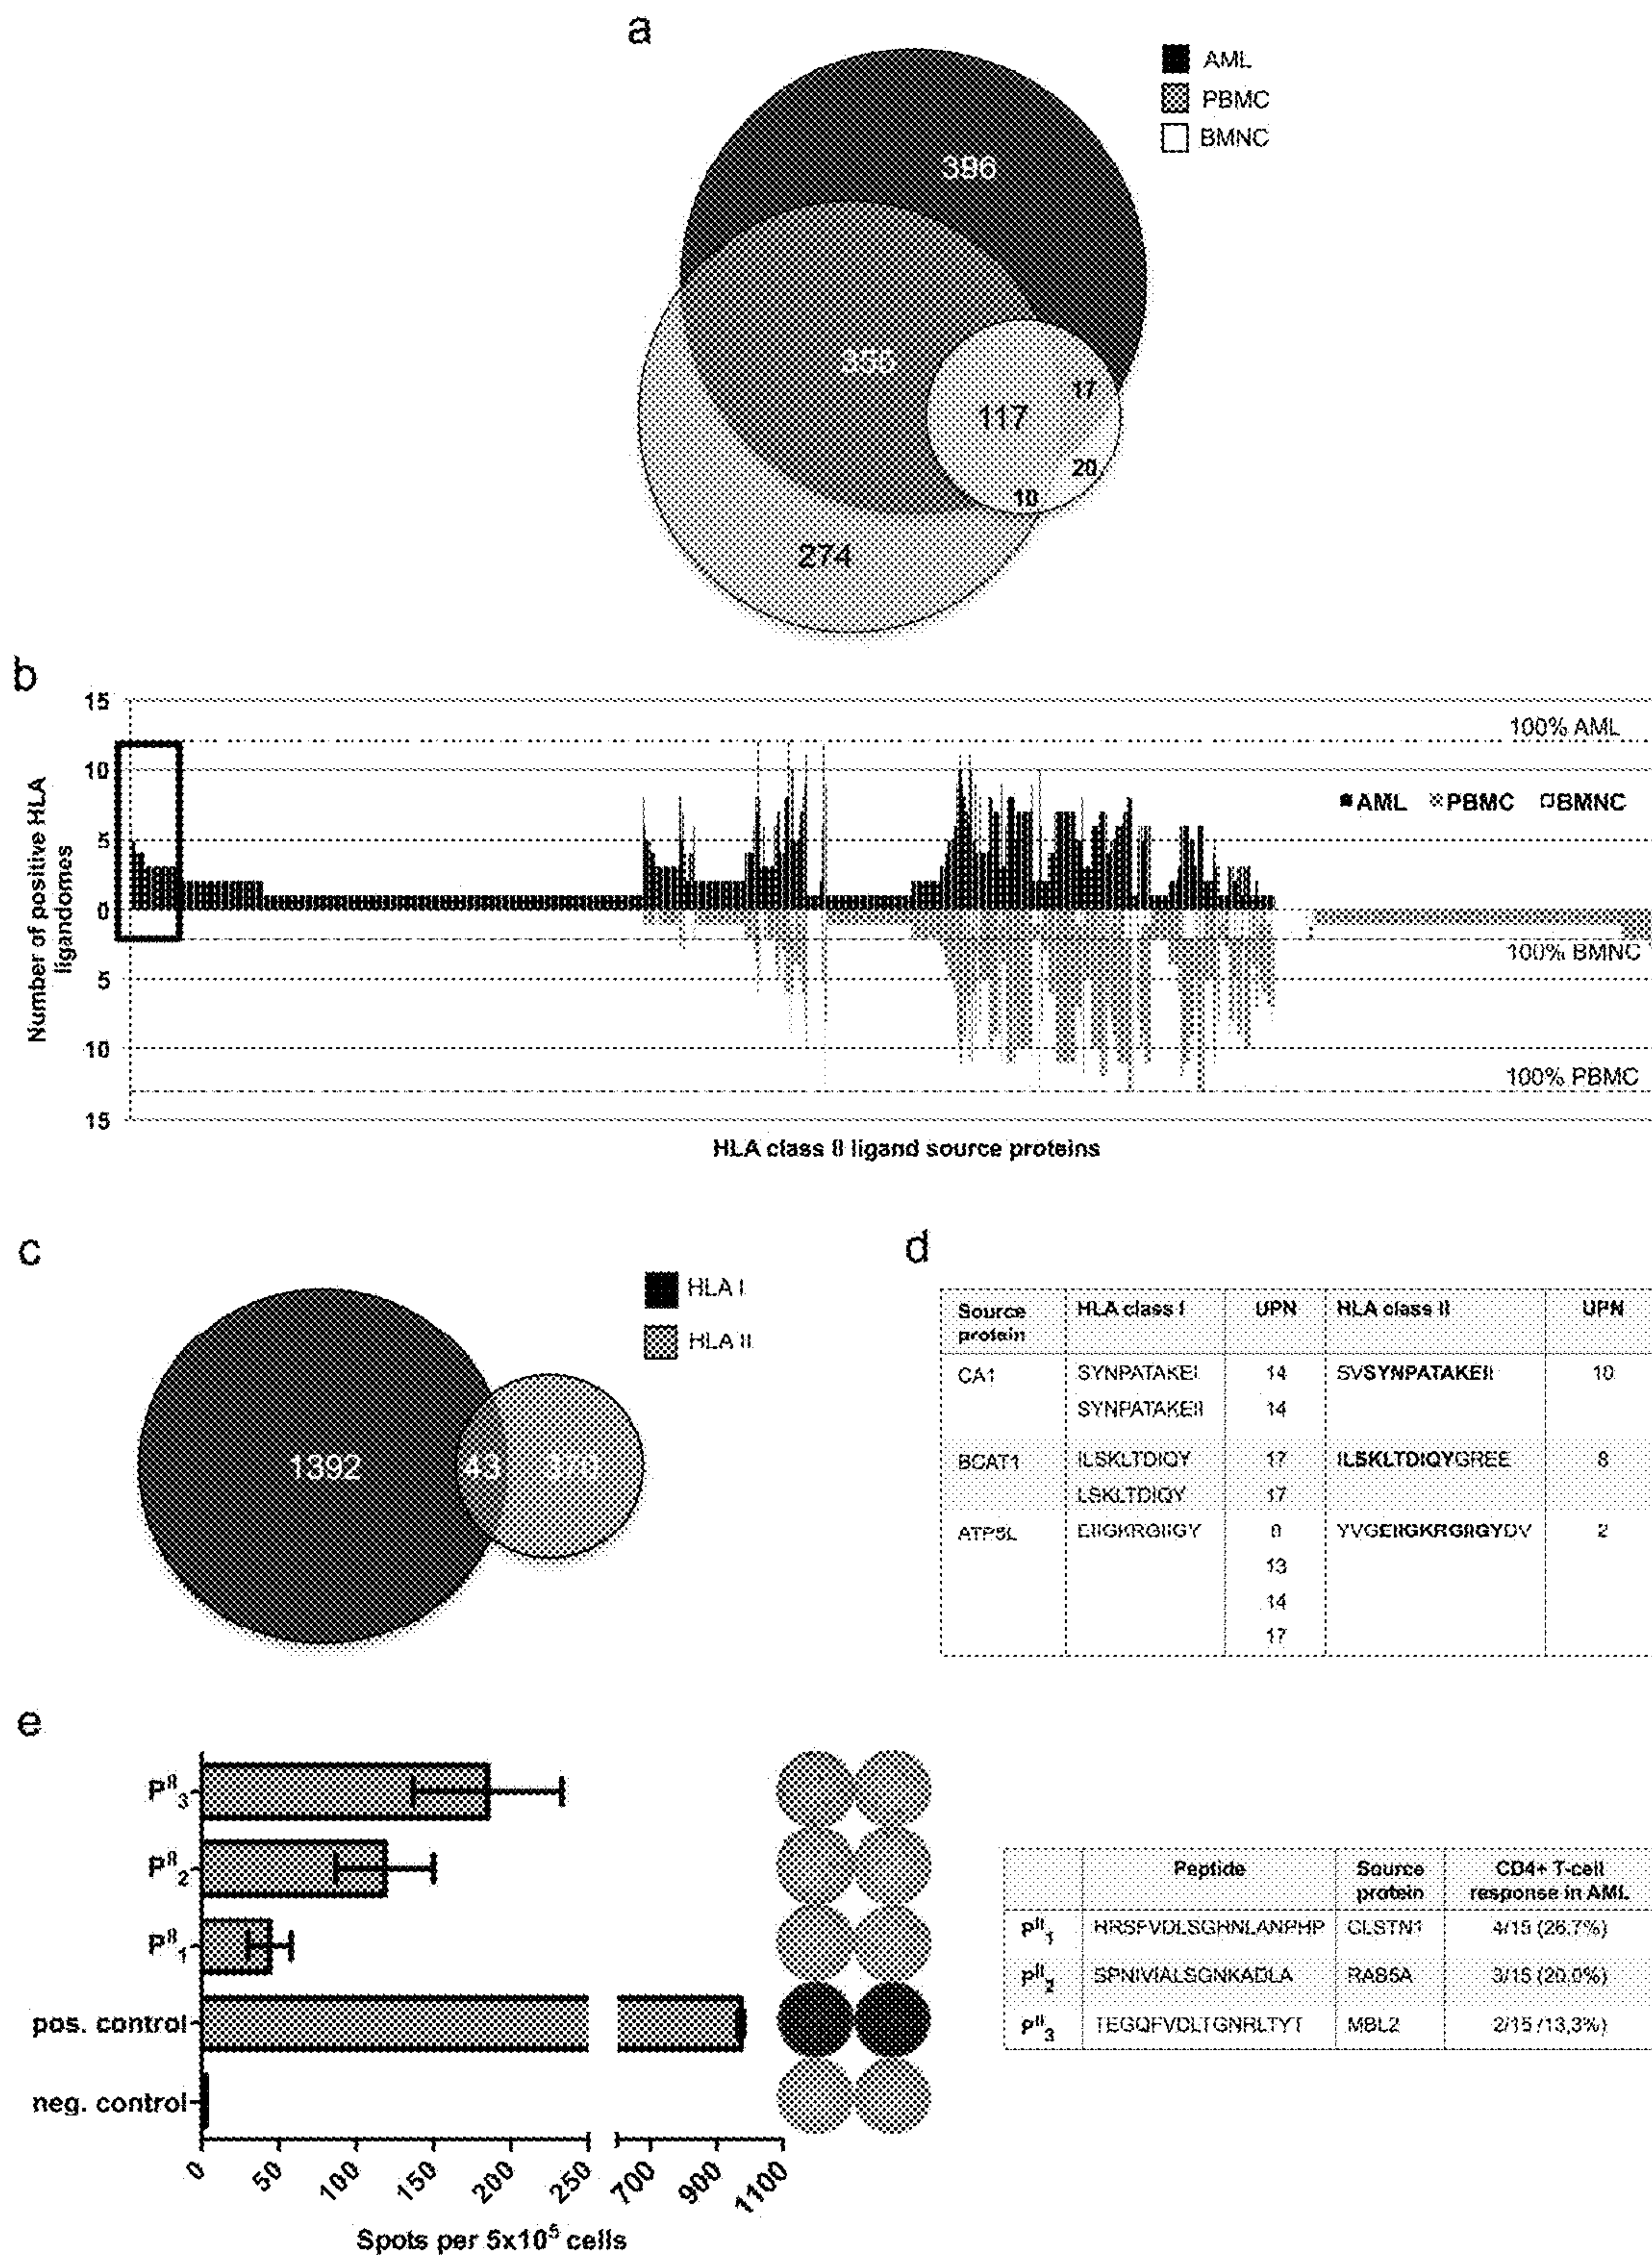 a
AML
PBMC
BMNC
396
355
117
17
20
10
274
b
15
10
5
0
5
10
15
Number of positive HLA
ligandomes
100% AML
AML PBMC BMNC
100% BMNC
100% PBMC
HLA class II ligand source proteins
c
HLA I
HLA II
1392
43
d
Source protein HLA class I UPN HLA class II UPN
CA1 SYNPATAKEI 14 SVSYNPATAKEII 10
SYNPATAKEII 14
BCAT1 ILSKLTDIQY 17 ILSKLTDIQYGREE 8
LSKLTDIQY 17
EIIGKRGIIGY YVGEIIGKRGIIGYDV 2
13
14
17
e
P^II_3
P^II_2
P^II_1
pos. control
neg. control
0 50 100 150 200 250 700 900 1100
Spots per 5x10^5 cells
Peptide Source protein CD4+ T-cell response in AML
P^II_1 HRSFVDLSGHNLANPHP CLSTN1 4/15 (26,7%)
P^II_2 SPNIVIALSGNKADLA RAB5A 3/15 (20,0%)
P^II_3 TEGQFVDLTGNRLTYT MBL2 2/15 (13,3%)